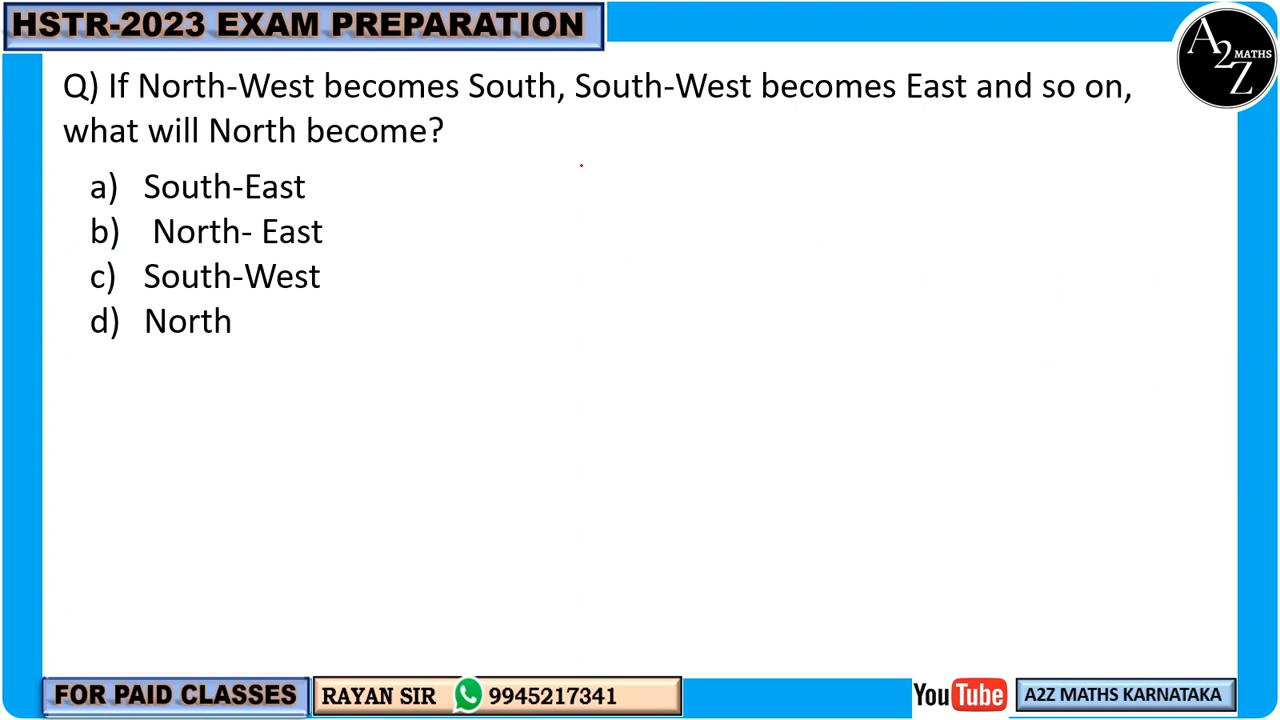 HSTR-2023 EXAM PREPARATION
A2Z MATHS
Q) If North-West becomes South, South-West becomes East and so on,
what will North become?
a) South-East
b) North- East
c) South-West
d) North
FOR PAID CLASSES
RAYAN SIR 9945217341
YouTube
A2Z MATHS KARNATAKA